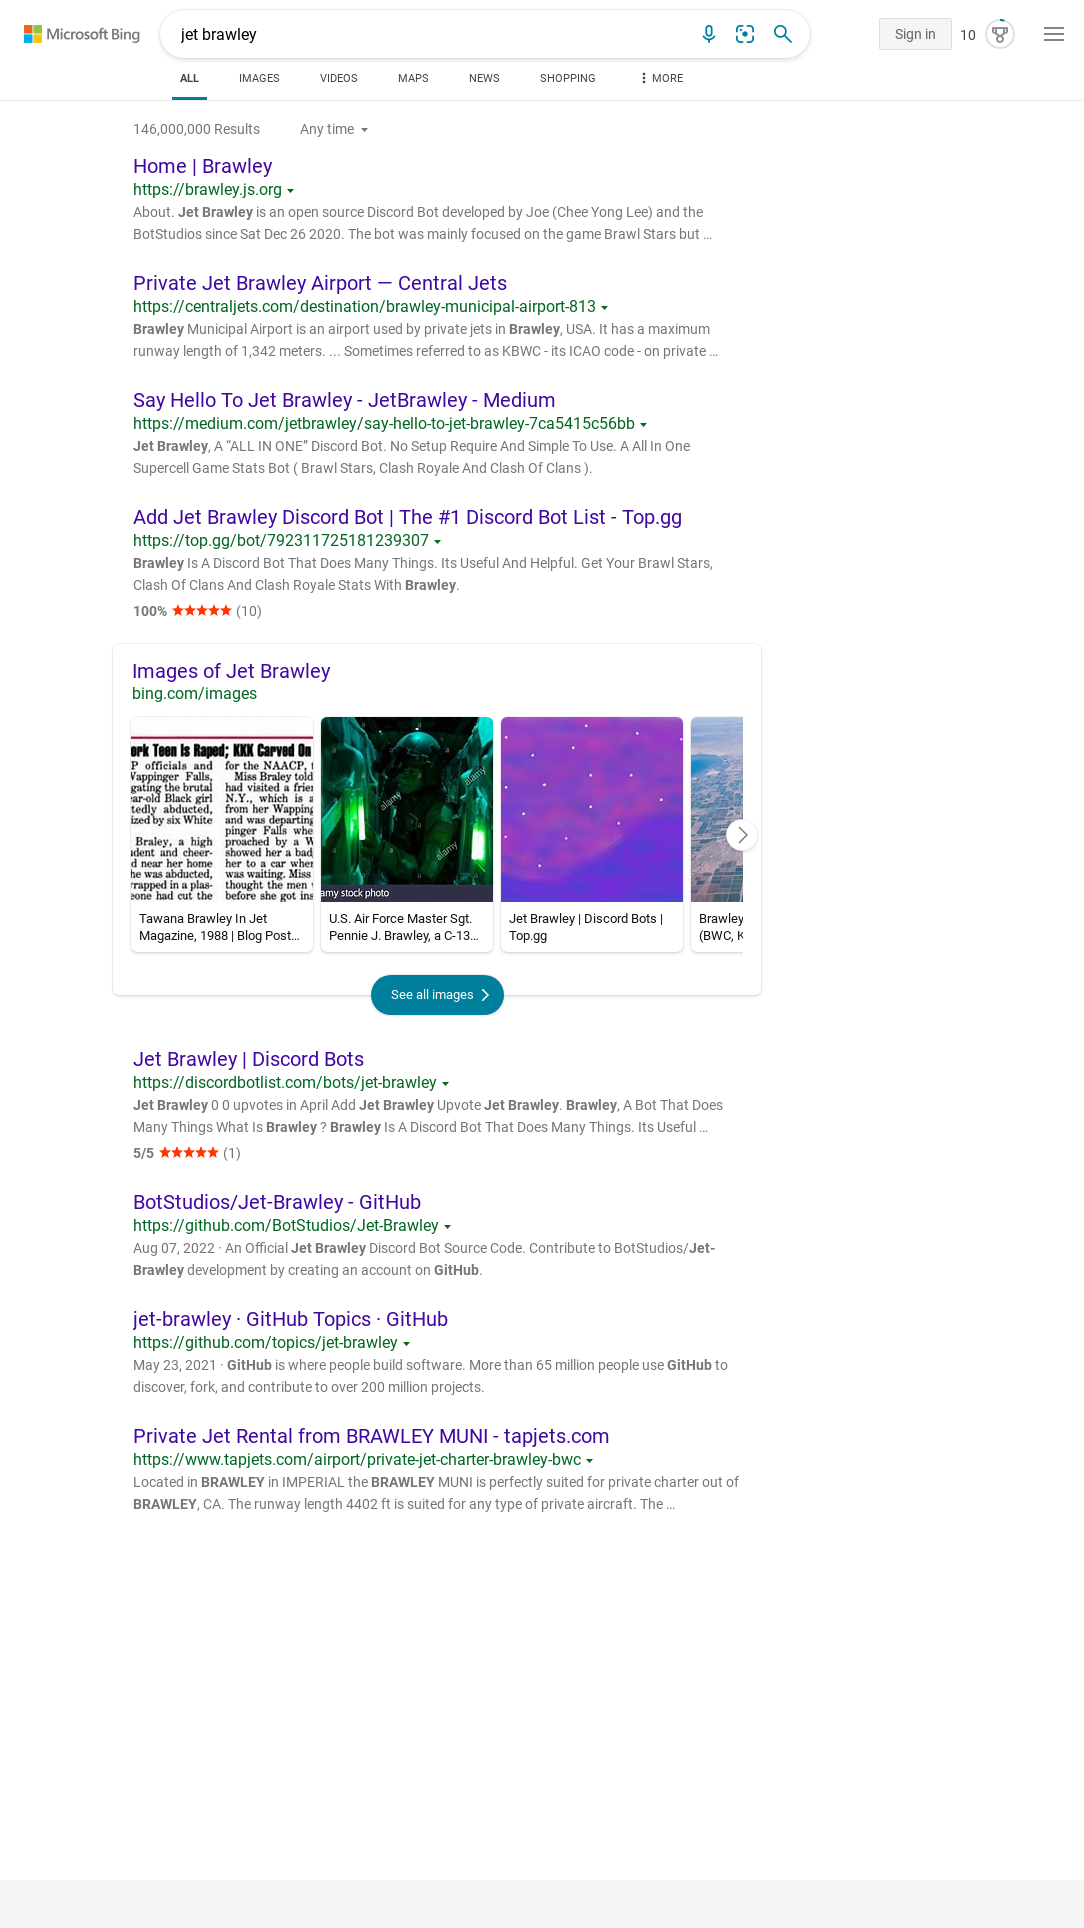 Microsoft Bing
jet brawley
Sign in
10
ALL
IMAGES
VIDEOS
MAPS
NEWS
SHOPPING
MORE
146,000,000 Results
Any time
Home | Brawley
https://brawley.js.org
About. Jet Brawley is an open source Discord Bot developed by Joe (Chee Yong Lee) and the
BotStudios since Sat Dec 26 2020. The bot was mainly focused on the game Brawl Stars but ...
Private Jet Brawley Airport — Central Jets
https://centraljets.com/destination/brawley-municipal-airport-813
Brawley Municipal Airport is an airport used by private jets in Brawley, USA. It has a maximum
runway length of 1,342 meters. ... Sometimes referred to as KBWC - its ICAO code - on private ...
Say Hello To Jet Brawley - JetBrawley - Medium
https://medium.com/jetbrawley/say-hello-to-jet-brawley-7ca5415c56bb
Jet Brawley, A “ALL IN ONE” Discord Bot. No Setup Require And Simple To Use. A All In One
Supercell Game Stats Bot ( Brawl Stars, Clash Royale And Clash Of Clans ).
Add Jet Brawley Discord Bot | The #1 Discord Bot List - Top.gg
https://top.gg/bot/792311725181239307
Brawley Is A Discord Bot That Does Many Things. Its Useful And Helpful. Get Your Brawl Stars,
Clash Of Clans And Clash Royale Stats With Brawley.
100% ★★★★★ (10)
Images of Jet Brawley
bing.com/images
ork Teen Is Raped; KKK Carved On
P officials and
Wappinger Falls,
gating the brutal
ear-old Black girl
tedly abducted,
ized by six White
Braley, a high
dent and cheer-
d near her home
he was abducted,
wrapped in a plas-
eone had cut the
for the NAACP, t
Miss Braley told
had visited a frien
N.Y., which is a
from her Wapping
and was departing
pinger Falls whe
proached by a W
showed her a bad
her to a car wher
was waiting. Miss
thought the men
before she got ins
alamy
alamy
alamy
amy stock photo
Tawana Brawley In Jet
Magazine, 1988 | Blog Post...
U.S. Air Force Master Sgt.
Pennie J. Brawley, a C-13...
Jet Brawley | Discord Bots |
Top.gg
Brawley
(BWC, K
See all images
Jet Brawley | Discord Bots
https://discordbotlist.com/bots/jet-brawley
Jet Brawley 0 0 upvotes in April Add Jet Brawley Upvote Jet Brawley. Brawley, A Bot That Does
Many Things What Is Brawley ? Brawley Is A Discord Bot That Does Many Things. Its Useful ...
5/5 ★★★★★ (1)
BotStudios/Jet-Brawley - GitHub
https://github.com/BotStudios/Jet-Brawley
Aug 07, 2022 · An Official Jet Brawley Discord Bot Source Code. Contribute to BotStudios/Jet-
Brawley development by creating an account on GitHub.
jet-brawley · GitHub Topics · GitHub
https://github.com/topics/jet-brawley
May 23, 2021 · GitHub is where people build software. More than 65 million people use GitHub to
discover, fork, and contribute to over 200 million projects.
Private Jet Rental from BRAWLEY MUNI - tapjets.com
https://www.tapjets.com/airport/private-jet-charter-brawley-bwc
Located in BRAWLEY in IMPERIAL the BRAWLEY MUNI is perfectly suited for private charter out of
BRAWLEY, CA. The runway length 4402 ft is suited for any type of private aircraft. The ...